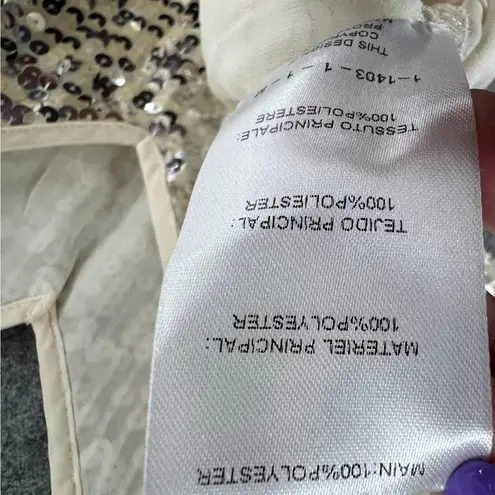 MAIN:100%POLYESTER
MATERIEL PRINCIPAL:
100%POLYESTER
TEJIDO PRINCIPAL:
100%POLIESTER
TESSUTO PRINCIPALE:
100%POLIESTERE
1-1403-1-1
THIS